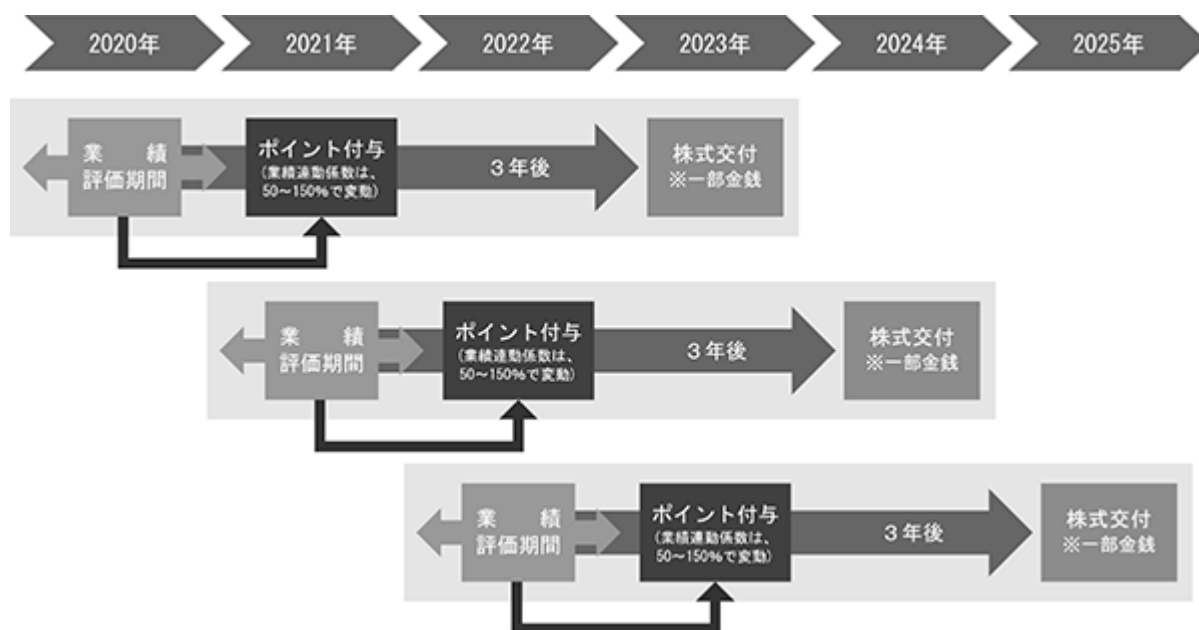 2020年
2021年
2022年
2023年
2024年
2025年
業　績
評価期間
ポイント付与
(業績連動係数は、
50～150%で変動)
3年後
株式交付
※一部金銭
業　績
評価期間
ポイント付与
(業績連動係数は、
50～150%で変動)
3年後
株式交付
※一部金銭
業　績
評価期間
ポイント付与
(業績連動係数は、
50～150%で変動)
3年後
株式交付
※一部金銭